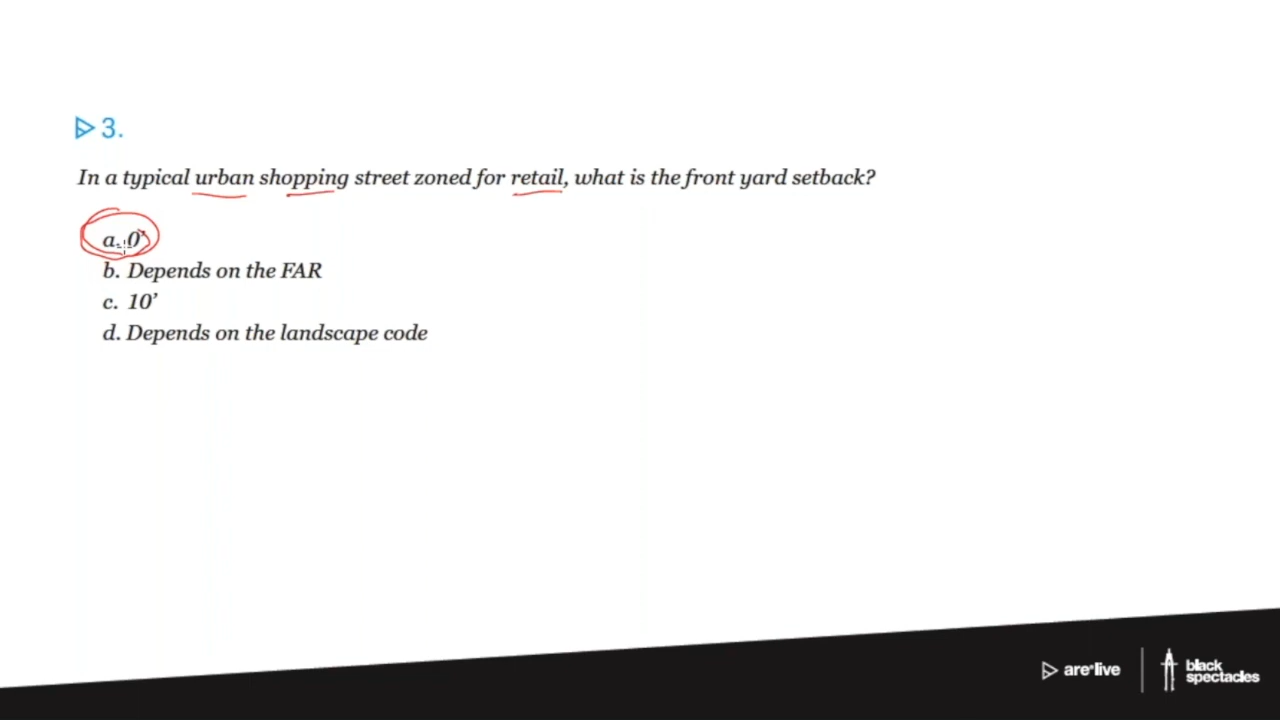 3.
In a typical urban shopping street zoned for retail, what is the front yard setback?
a. 0’
b. Depends on the FAR
c. 10’
d. Depends on the landscape code
are*live
black
spectacles